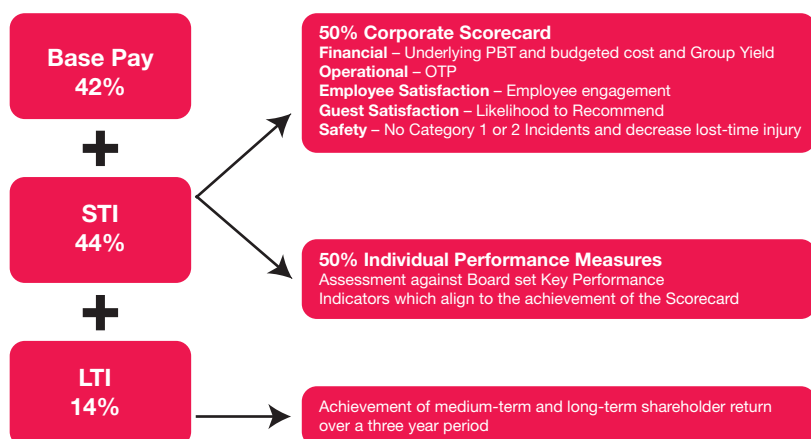 Base Pay
42%
+
STI
44%
+
LTI
14%
50% Corporate Scorecard
Financial – Underlying PBT and budgeted cost and Group Yield
Operational – OTP
Employee Satisfaction – Employee engagement
Guest Satisfaction – Likelihood to Recommend
Safety – No Category 1 or 2 Incidents and decrease lost-time injury
50% Individual Performance Measures
Assessment against Board set Key Performance
Indicators which align to the achievement of the Scorecard
Achievement of medium-term and long-term shareholder return
over a three year period